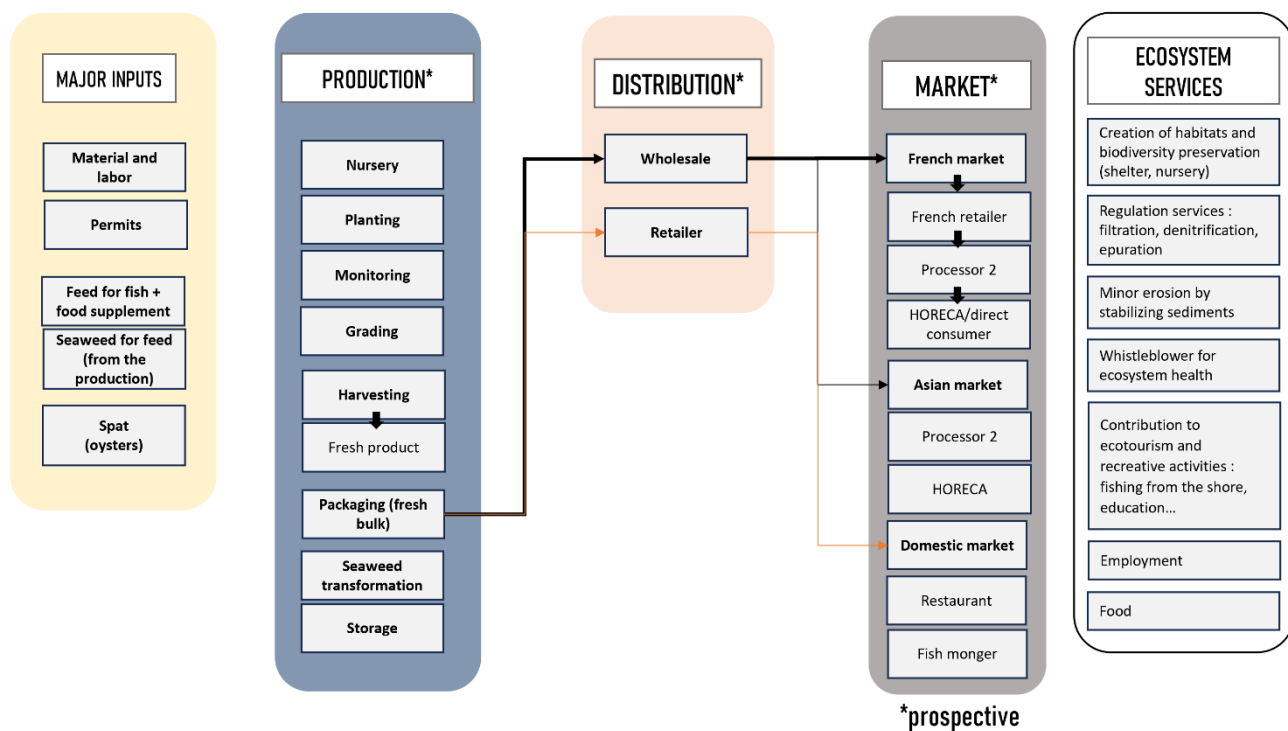 MAJOR INPUTS
Material and
labor
Permits
Feed for fish +
food supplement
Seaweed for feed
(from the
production)
Spat
(oysters)
PRODUCTION*
Nursery
Planting
Monitoring
Grading
Harvesting
Fresh product
Packaging (fresh
bulk)
Seaweed
transformation
Storage
DISTRIBUTION*
Wholesale
Retailer
MARKET*
French market
French retailer
Processor 2
HORECA/direct
consumer
Asian market
Processor 2
HORECA
Domestic market
Restaurant
Fish monger
*prospective
ECOSYSTEM
SERVICES
Creation of habitats and
biodiversity preservation
(shelter, nursery)
Regulation services :
filtration, denitrification,
epuration
Minor erosion by
stabilizing sediments
Whistleblower for
ecosystem health
Contribution to
ecotourism and
recreative activities :
fishing from the shore,
education…
Employment
Food